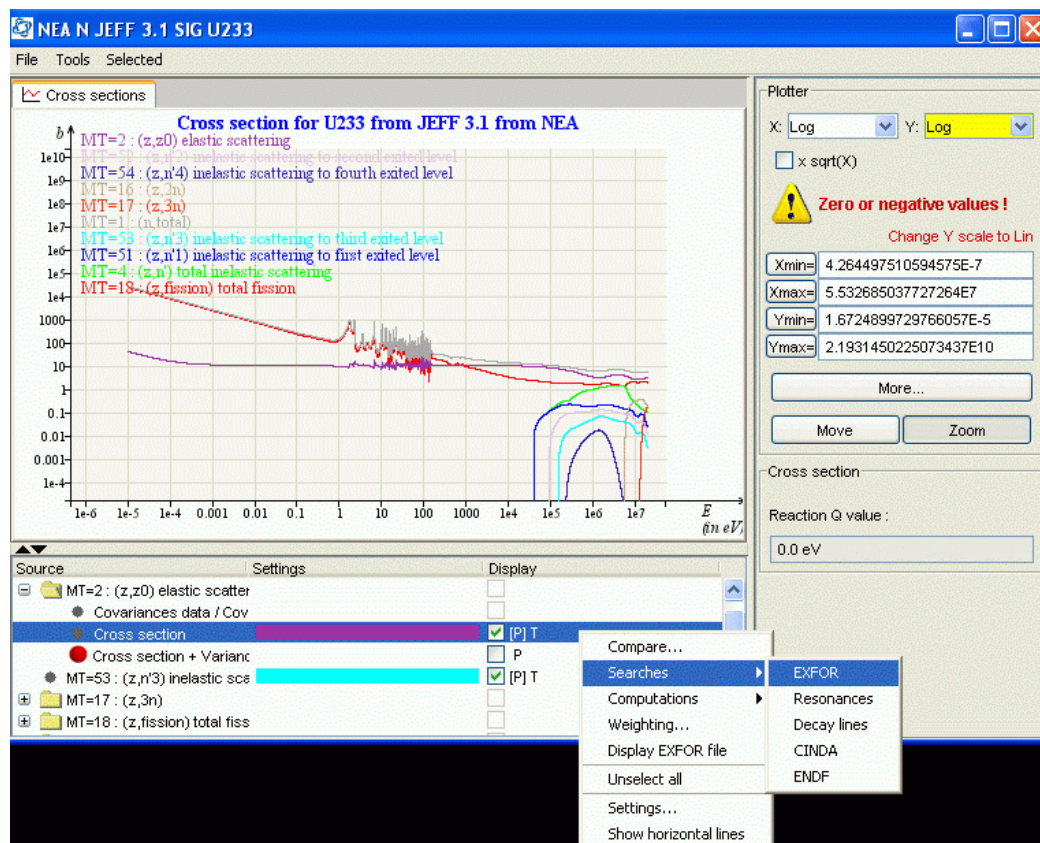 NEA N JEFF 3.1 SIG U233
File Tools Selected
Cross sections
Cross section for U233 from JEFF 3.1 from NEA
b
MT=2 : (z,z0) elastic scattering
MT=52 : (z,n'2) inelastic scattering to second exited level
MT=54 : (z,n'4) inelastic scattering to fourth exited level
MT=16 : (z,2n)
MT=17 : (z,3n)
MT=1 : (n,total)
MT=53 : (z,n'3) inelastic scattering to third exited level
MT=51 : (z,n'1) inelastic scattering to first exited level
MT=4 : (z,n') total inelastic scattering
MT=18 : (z,fission) total fission
1e10
1e9
1e8
1e7
1e6
1e5
1e4
1000
100
10
1
0.1
0.01
0.001
1e-4
1e-6 1e-5 1e-4 0.001 0.01 0.1 1 10 100 1000 1e4 1e5 1e6 1e7
E
(in eV)
Plotter
X: Log Y: Log
x sqrt(X)
Zero or negative values !
Change Y scale to Lin
Xmin= 4.264497510594575E-7
Xmax= 5.532685037727264E7
Ymin= 1.6724899729766057E-5
Ymax= 2.1931450225073437E10
More...
Move Zoom
Cross section
Reaction Q value :
0.0 eV
Source Settings Display
MT=2 : (z,z0) elastic scatter
Covariances data / Cov
Cross section [P] T
Cross section + Varianc P
MT=53 : (z,n'3) inelastic sca [P] T
MT=17 : (z,3n)
MT=18 : (z,fission) total fiss
Compare...
Searches
Computations
Weighting...
Display EXFOR file
Unselect all
Settings...
Show horizontal lines
EXFOR
Resonances
Decay lines
CINDA
ENDF